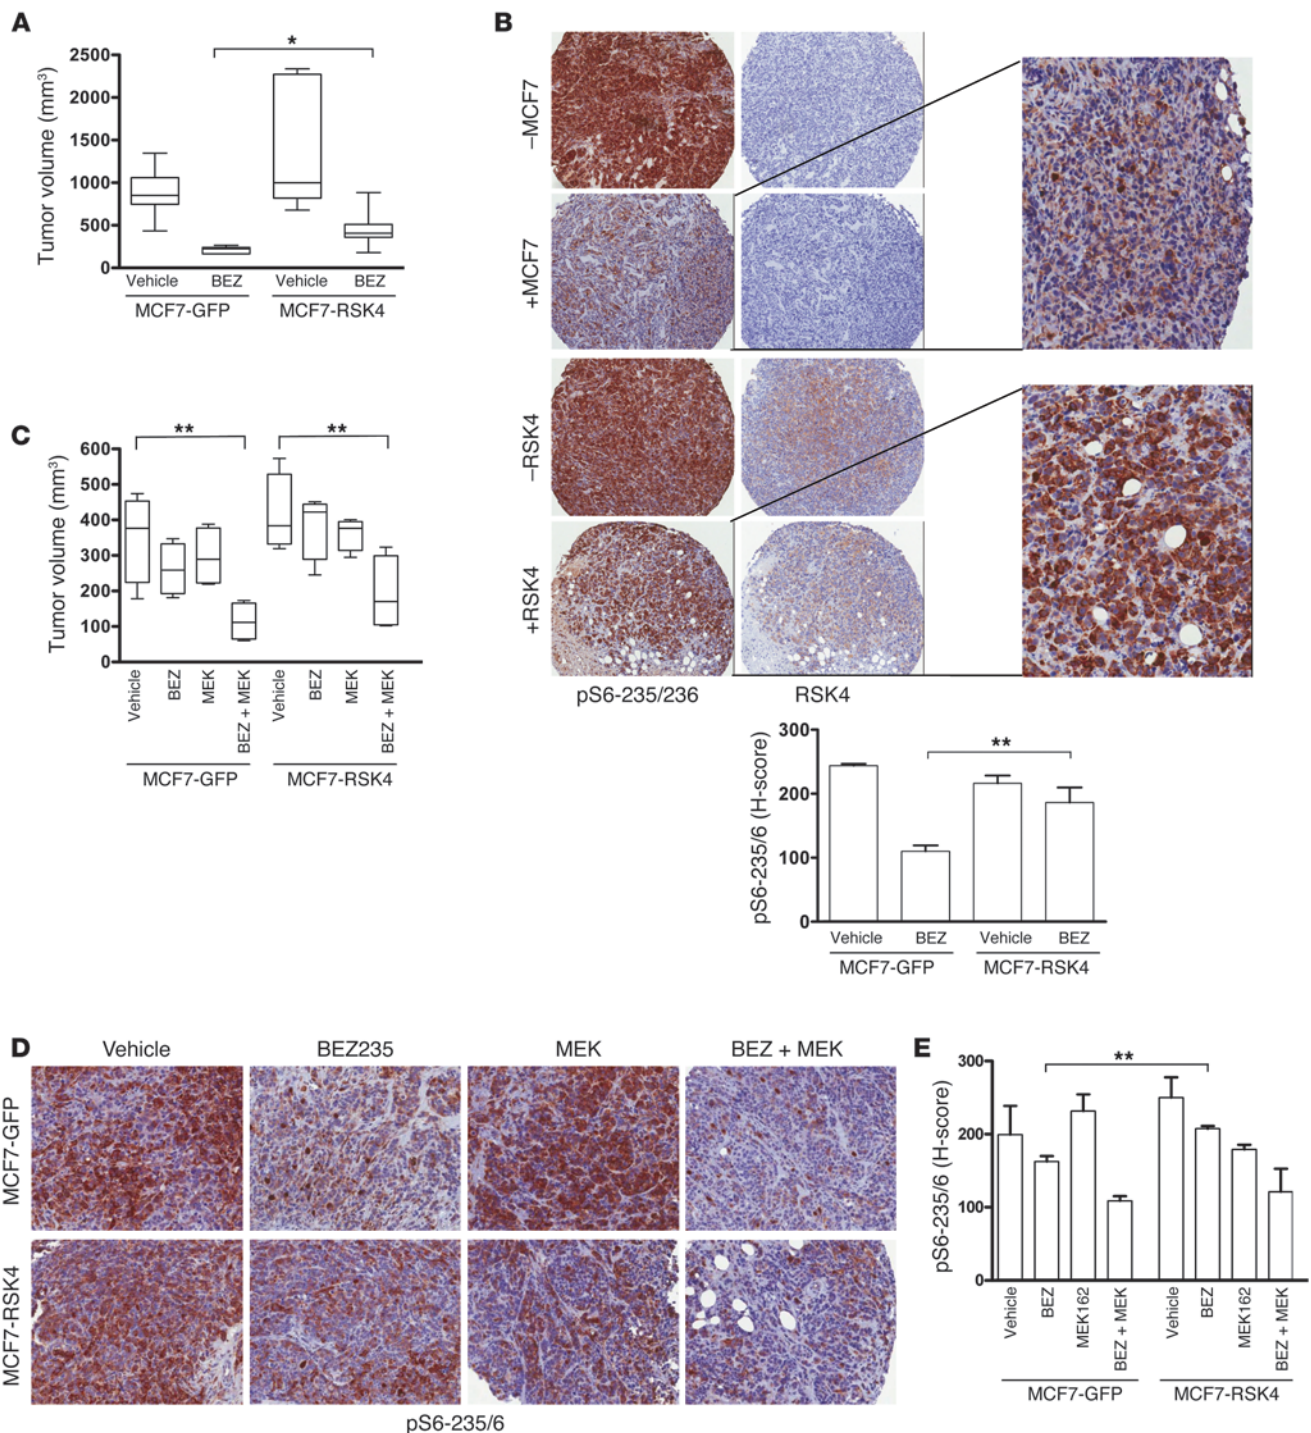 A
*
Tumor volume (mm³)
2500
2000
1500
1000
500
0
Vehicle BEZ Vehicle BEZ
MCF7-GFP MCF7-RSK4
B
–MCF7
+MCF7
–RSK4
+RSK4
pS6-235/236 RSK4
**
pS6-235/6 (H-score)
300
200
100
0
Vehicle BEZ Vehicle BEZ
MCF7-GFP MCF7-RSK4
C
** **
Tumor volume (mm³)
600
500
400
300
200
100
0
Vehicle BEZ MEK BEZ + MEK Vehicle BEZ MEK BEZ + MEK
MCF7-GFP MCF7-RSK4
D
Vehicle BEZ235 MEK BEZ + MEK
MCF7-GFP
MCF7-RSK4
pS6-235/6
E
**
pS6-235/6 (H-score)
300
200
100
0
Vehicle BEZ MEK162 BEZ + MEK Vehicle BEZ MEK162 BEZ + MEK
MCF7-GFP MCF7-RSK4